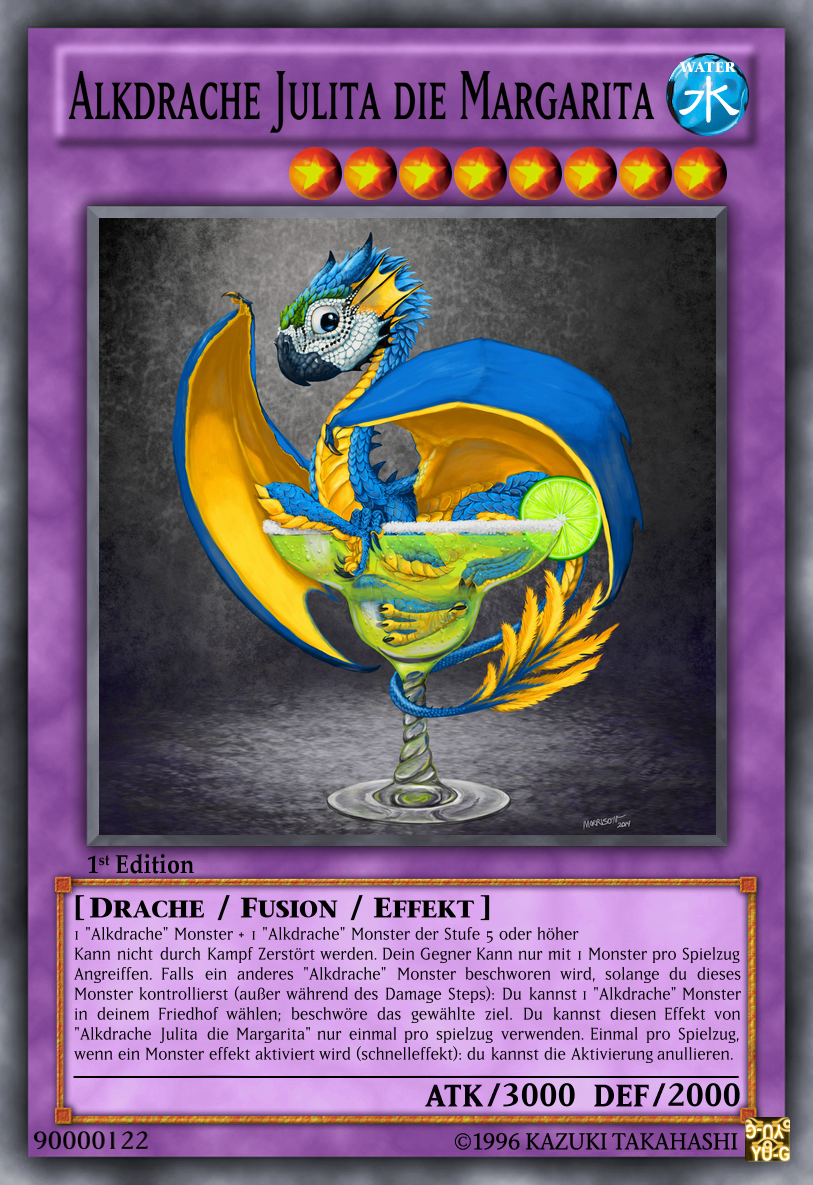 Alkdrache Julita die Margarita
WATER
水
MORRISON
2014
1st Edition
[ Drache / Fusion / Effekt ]
1 "Alkdrache" Monster + 1 "Alkdrache" Monster der Stufe 5 oder höher
Kann nicht durch Kampf Zerstört werden. Dein Gegner Kann nur mit 1 Monster pro Spielzug
Angreiffen. Falls ein anderes "Alkdrache" Monster beschworen wird, solange du dieses
Monster kontrollierst (außer während des Damage Steps): Du kannst 1 "Alkdrache" Monster
in deinem Friedhof wählen; beschwöre das gewählte ziel. Du kannst diesen Effekt von
"Alkdrache Julita die Margarita" nur einmal pro spielzug verwenden. Einmal pro Spielzug,
wenn ein Monster effekt aktiviert wird (schnelleffekt): du kannst die Aktivierung anullieren.
ATK/3000 DEF/2000
90000122
©1996 KAZUKI TAKAHASHI